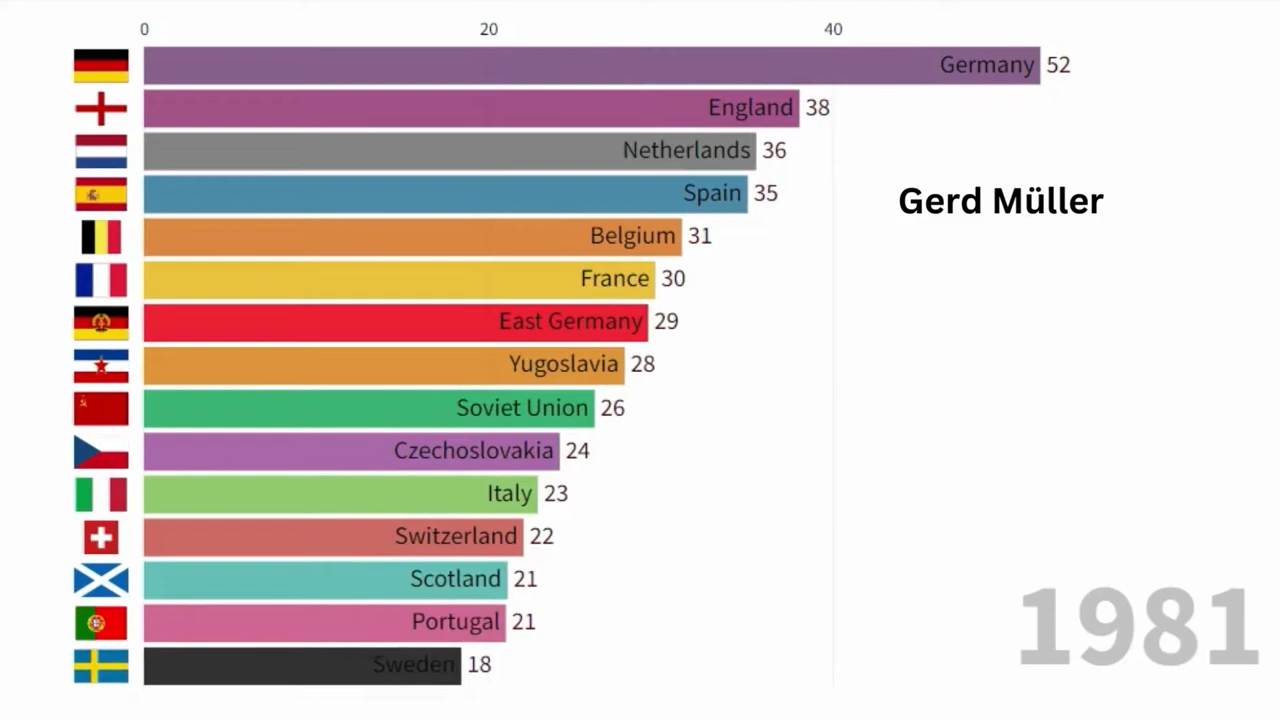 0 20 40
Germany 52
England 38
Netherlands 36
Spain 35
Gerd Müller
Belgium 31
France 30
East Germany 29
Yugoslavia 28
Soviet Union 26
Czechoslovakia 24
Italy 23
Switzerland 22
Scotland 21
Portugal 21
Sweden 18
1981